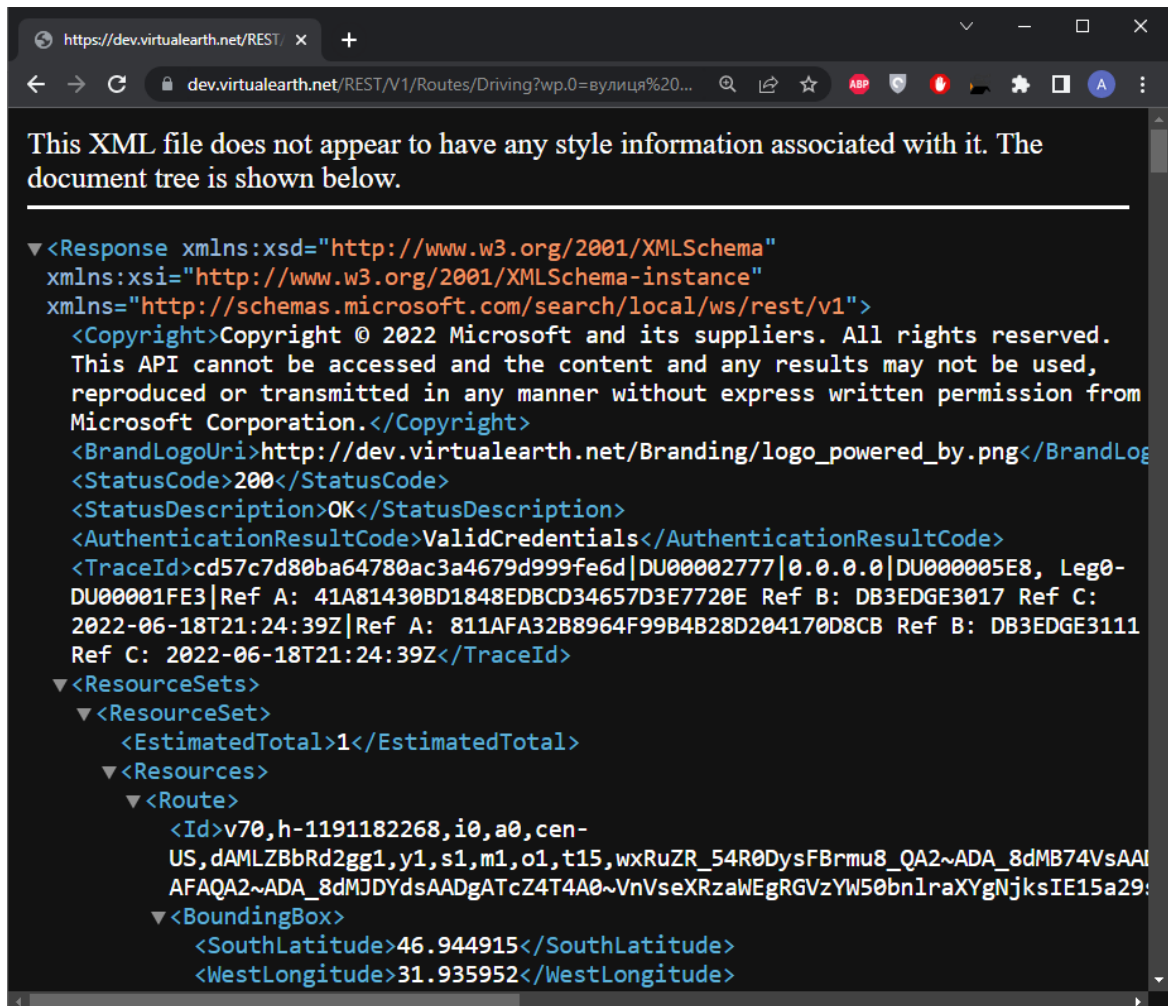 https://dev.virtualearth.net/REST/
dev.virtualearth.net/REST/V1/Routes/Driving?wp.0=вулиця%20...
ABP
A
This XML file does not appear to have any style information associated with it. The
document tree is shown below.
<Response xmlns:xsd="http://www.w3.org/2001/XMLSchema"
xmlns:xsi="http://www.w3.org/2001/XMLSchema-instance"
xmlns="http://schemas.microsoft.com/search/local/ws/rest/v1">
<Copyright>Copyright © 2022 Microsoft and its suppliers. All rights reserved.
This API cannot be accessed and the content and any results may not be used,
reproduced or transmitted in any manner without express written permission from
Microsoft Corporation.</Copyright>
<BrandLogoUri>http://dev.virtualearth.net/Branding/logo_powered_by.png</BrandLog
<StatusCode>200</StatusCode>
<StatusDescription>OK</StatusDescription>
<AuthenticationResultCode>ValidCredentials</AuthenticationResultCode>
<TraceId>cd57c7d80ba64780ac3a4679d999fe6d|DU00002777|0.0.0.0|DU000005E8, Leg0-
DU00001FE3|Ref A: 41A81430BD1848EDBCD34657D3E7720E Ref B: DB3EDGE3017 Ref C:
2022-06-18T21:24:39Z|Ref A: 811AFA32B8964F99B4B28D204170D8CB Ref B: DB3EDGE3111
Ref C: 2022-06-18T21:24:39Z</TraceId>
<ResourceSets>
<ResourceSet>
<EstimatedTotal>1</EstimatedTotal>
<Resources>
<Route>
<Id>v70,h-1191182268,i0,a0,cen-
US,dAMLZBbRd2gg1,y1,s1,m1,o1,t15,wxRuZR_54R0DysFBrmu8_QA2~ADA_8dMB74VsAAD
AFAQA2~ADA_8dMJDYdsAADgATcZ4T4A0~VnVseXRzaWEgRGVzYW50bnlraXYgNjksIE15a29s
<BoundingBox>
<SouthLatitude>46.944915</SouthLatitude>
<WestLongitude>31.935952</WestLongitude>